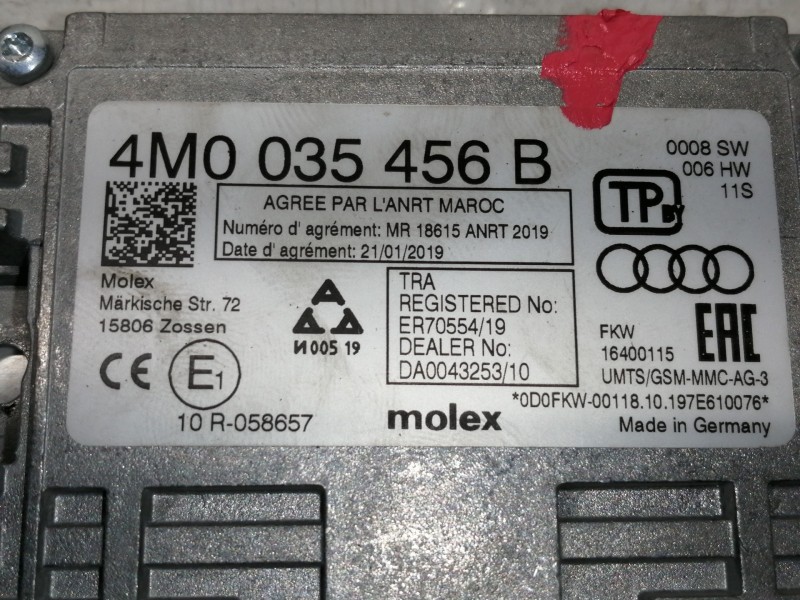 4M0 035 456 B
0008 SW
006 HW
11S
AGREE PAR L'ANRT MAROC
Numéro d' agrément: MR 18615 ANRT 2019
Date d' agrément: 21/01/2019
TP
BY
Molex
Märkische Str. 72
15806 Zossen
И005 19
TRA
REGISTERED No:
ER70554/19
DEALER No:
DA0043253/10
FKW
16400115
EAC
UMTS/GSM-MMC-AG-3
CE
E1
10 R-058657
molex
*0D0FKW-00118.10.197E610076*
Made in Germany